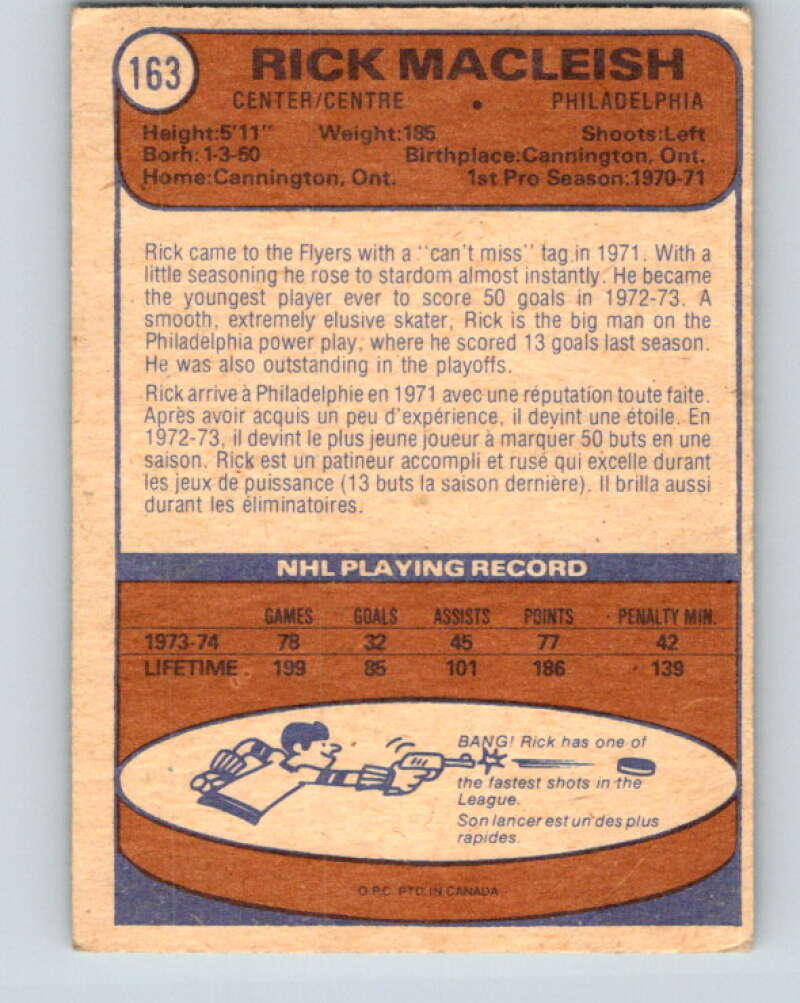 163
RICK MACLEISH
CENTER/CENTRE • PHILADELPHIA
Height:5'11" Weight:185 Shoots:Left
Born:1-3-50 Birthplace:Cannington, Ont.
Home:Cannington, Ont. 1st Pro Season:1970-71
Rick came to the Flyers with a "can't miss" tag in 1971. With a
little seasoning he rose to stardom almost instantly. He became
the youngest player ever to score 50 goals in 1972-73. A
smooth, extremely elusive skater, Rick is the big man on the
Philadelphia power play, where he scored 13 goals last season.
He was also outstanding in the playoffs.
Rick arrive à Philadelphie en 1971 avec une réputation toute faite.
Après avoir acquis un peu d'expérience, il devint une étoile. En
1972-73, il devint le plus jeune joueur à marquer 50 buts en une
saison. Rick est un patineur accompli et rusé qui excelle durant
les jeux de puissance (13 buts la saison dernière). Il brilla aussi
durant les éliminatoires.
NHL PLAYING RECORD
GAMES GOALS ASSISTS POINTS PENALTY MIN.
1973-74 78 32 45 77 42
LIFETIME 199 85 101 186 139
BANG! Rick has one of
the fastest shots in the
League.
Son lancer est un des plus
rapides.
O.P.C. PTD. IN CANADA